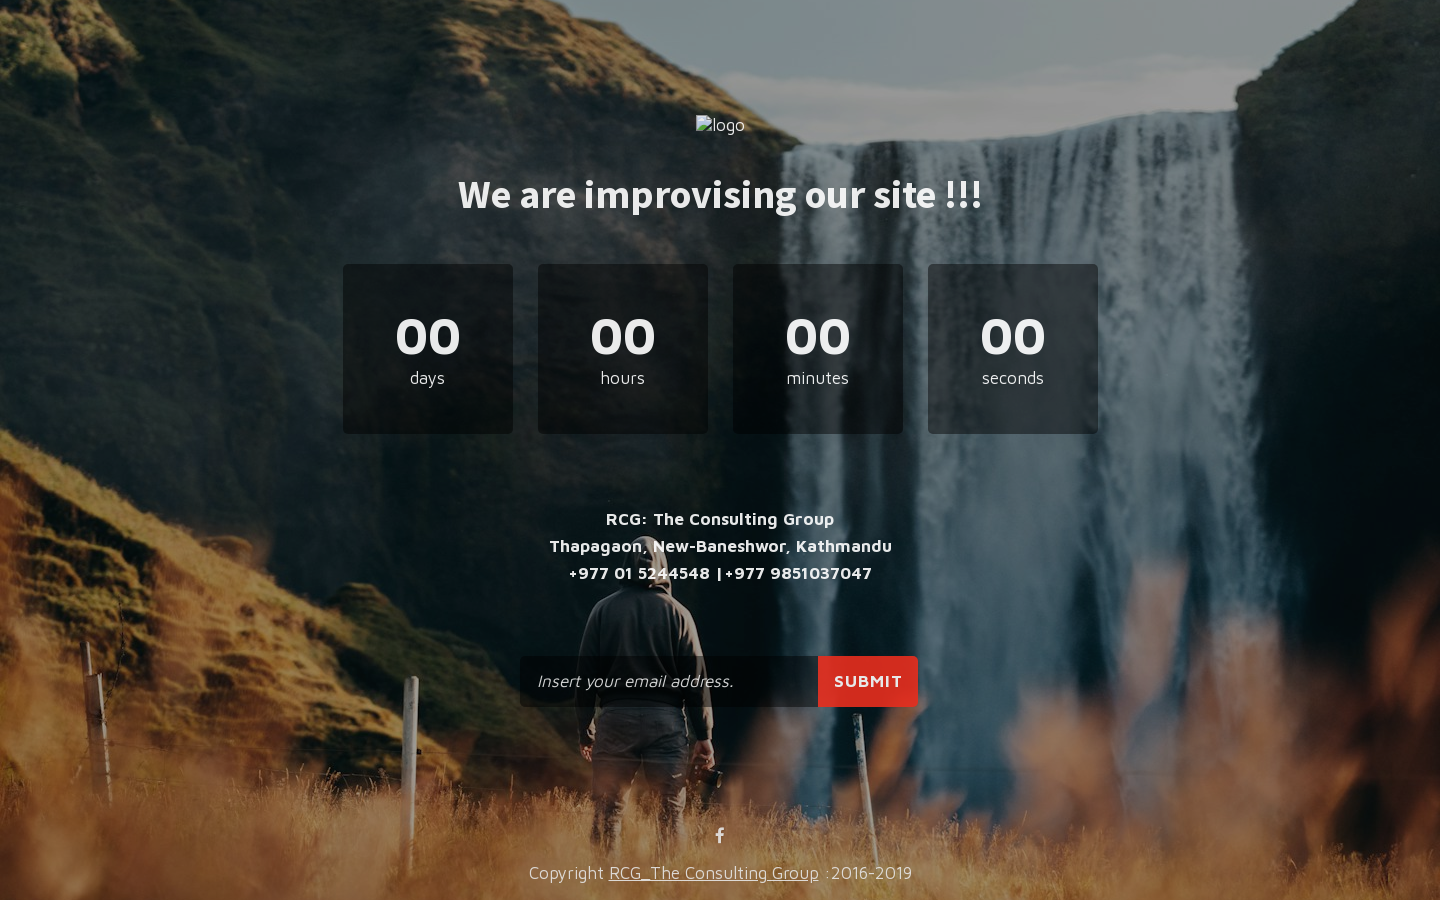 logo
We are improvising our site !!!
00 00 00 00
days hours minutes seconds
RCG: The Consulting Group
Thapagaon, New-Baneshwor, Kathmandu
+977 01 5244548 | +977 9851037047
Insert your email address. SUBMIT
Copyright RCG_The Consulting Group :2016-2019